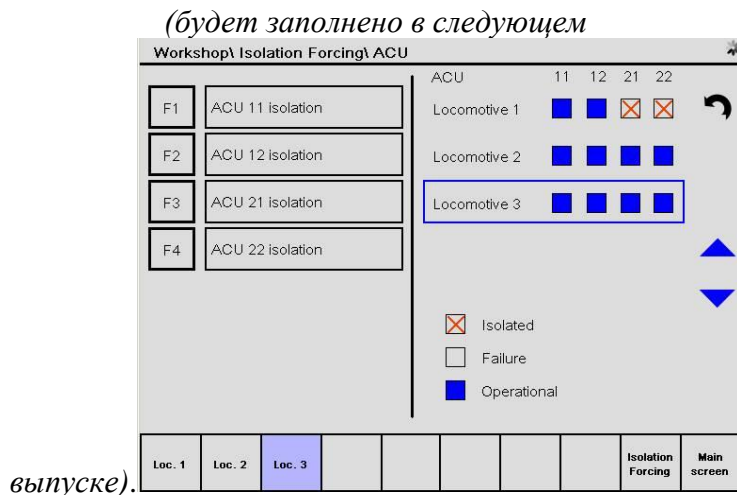 (будет заполнено в следующем
Workshop\ Isolation Forcing\ ACU
F1 ACU 11 isolation
F2 ACU 12 isolation
F3 ACU 21 isolation
F4 ACU 22 isolation
ACU 11 12 21 22
Locomotive 1
Locomotive 2
Locomotive 3
Isolated
Failure
Operational
Loc. 1 Loc. 2 Loc. 3 Isolation Forcing Main screen
выпуске).